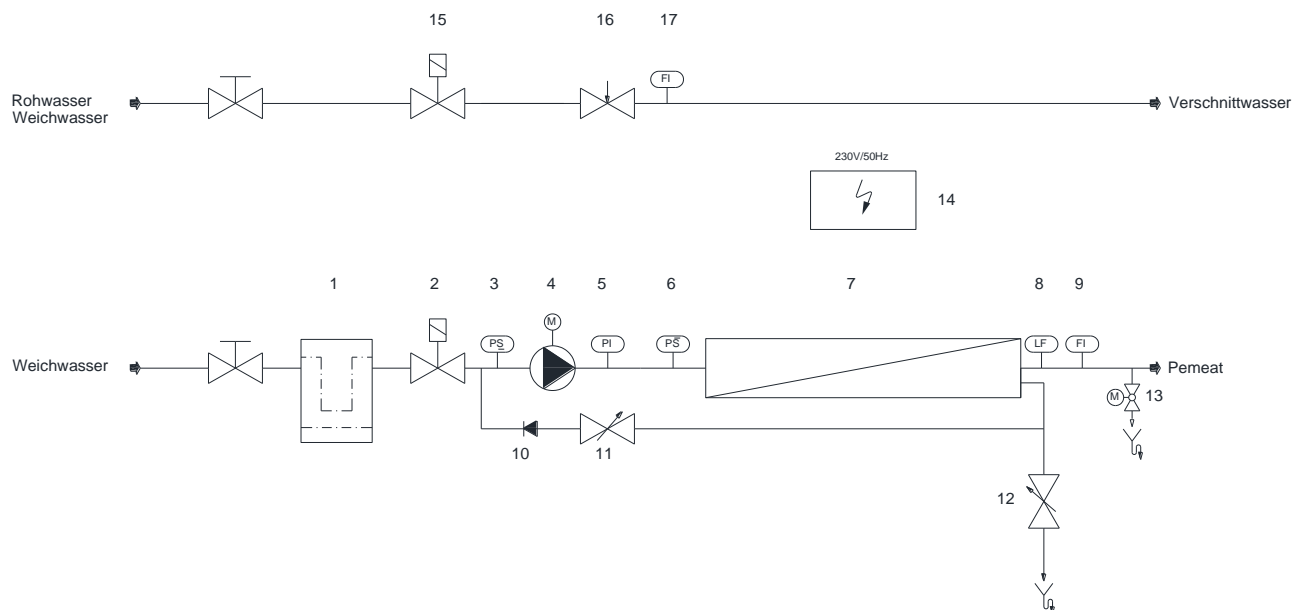 15 16 17
FI
Rohwasser
Weichwasser
Verschnittwasser
230V/50Hz
14
1 2 3 4 5 6 7 8 9
M
PS PI PS LF FI
Weichwasser
Pemeat
M 13
10 11
12